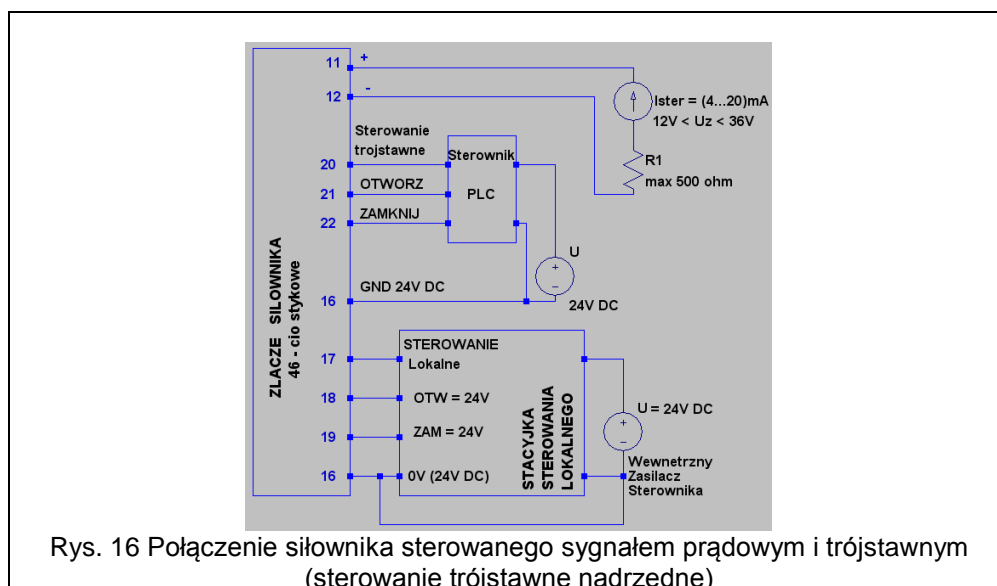 11
+
12
-
Ister = (4...20)mA
12V < Uz < 36V
R1
max 500 ohm
Sterowanie
trojstawne
20
OTWORZ
21
ZAMKNIJ
22
Sterownik
PLC
U
+
–
24V DC
GND 24V DC
16
ZLACZE SILOWNIKA
46 - cio stykowe
17
STEROWANIE
Lokalne
18
OTW = 24V
19
ZAM = 24V
16
0V (24V DC)
STACYJKA
STEROWANIA
LOKALNEGO
U = 24V DC
+
–
Wewnetrzny
Zasilacz
Sterownika
Rys. 16 Połączenie siłownika sterowanego sygnałem prądowym i trójstawnym
(sterowanie trójstawne nadrzędne)